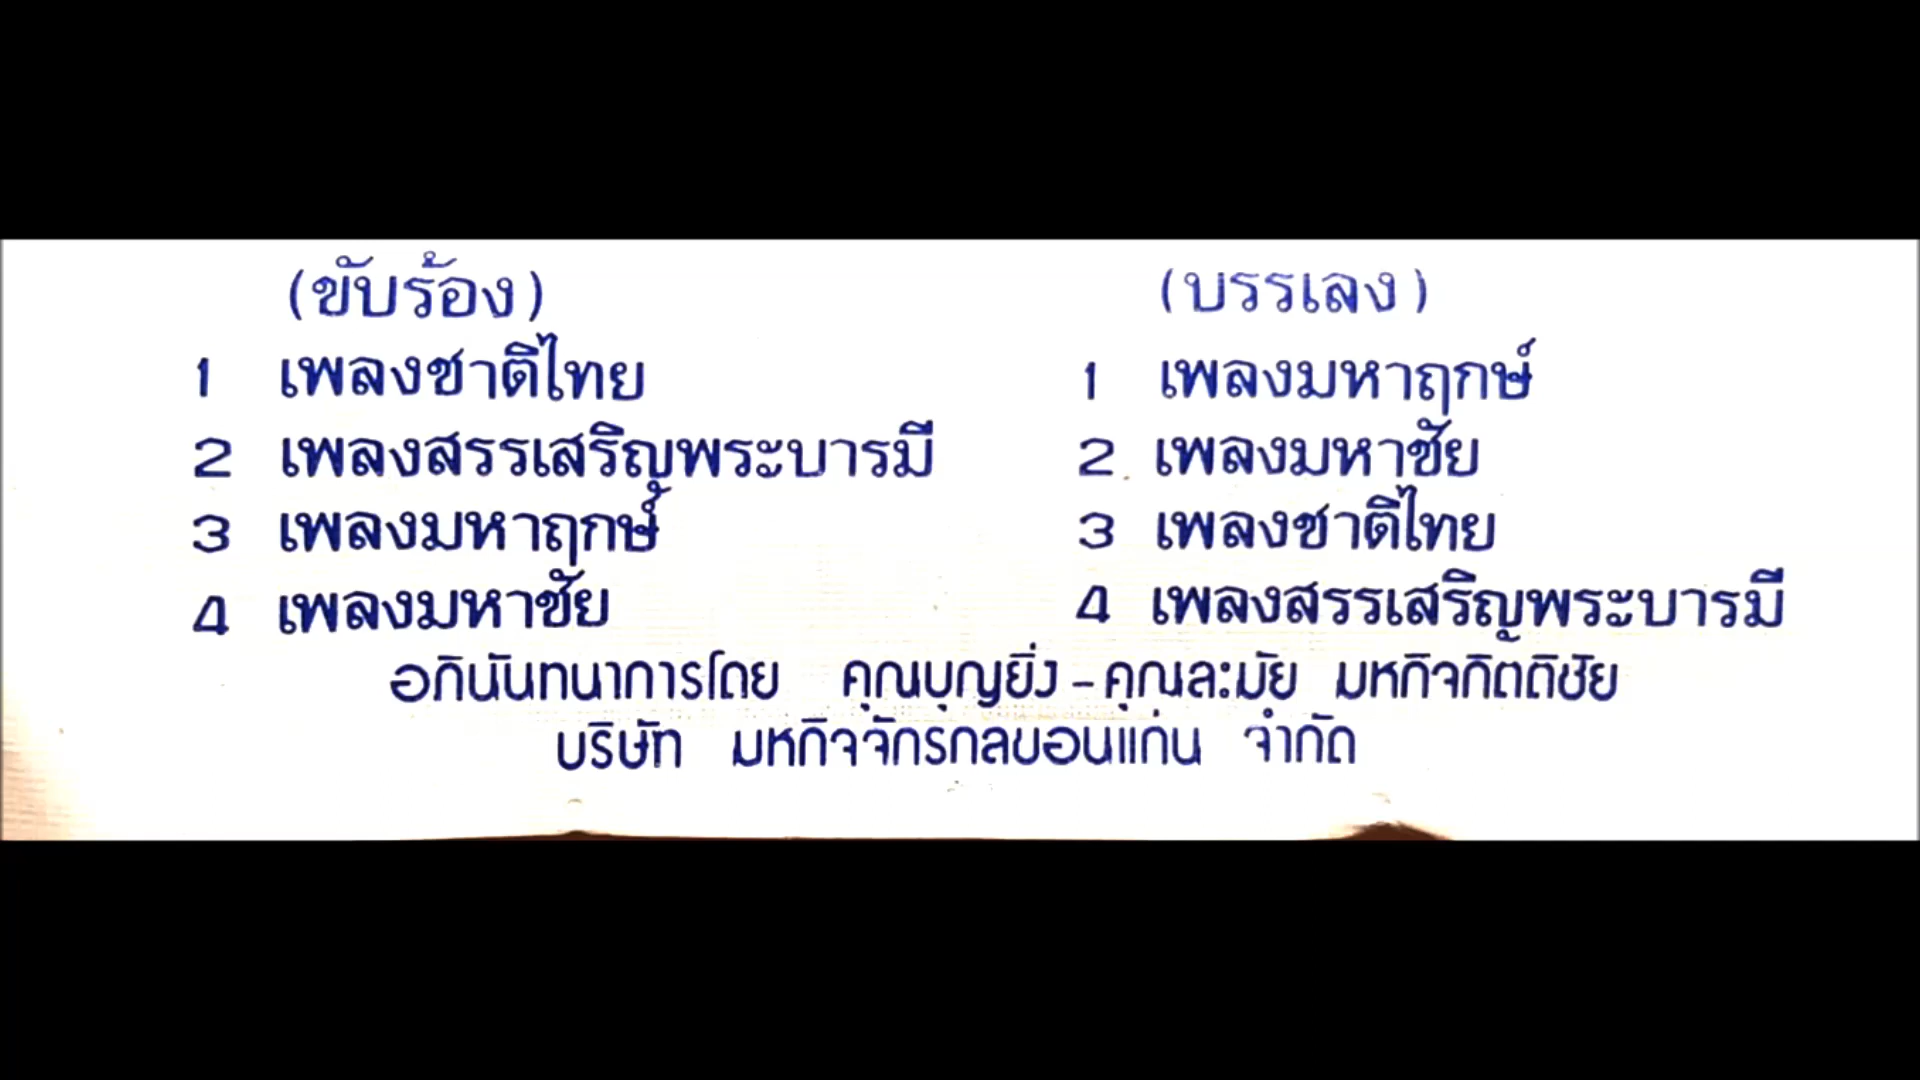 (ขับร้อง) (บรรเลง)
1 เพลงชาติไทย 1 เพลงมหาฤกษ์
2 เพลงสรรเสริญพระบารมี 2. เพลงมหาชัย
3 เพลงมหาฤกษ์ 3 เพลงชาติไทย
4 เพลงมหาชัย 4 เพลงสรรเสริญพระบารมี
อภินันทนาการโดย คุณบุญยิ่ง - คุณละมัย มหกิจกิตติชัย
บริษัท มหกิจจักรกลขอนแก่น จำกัด